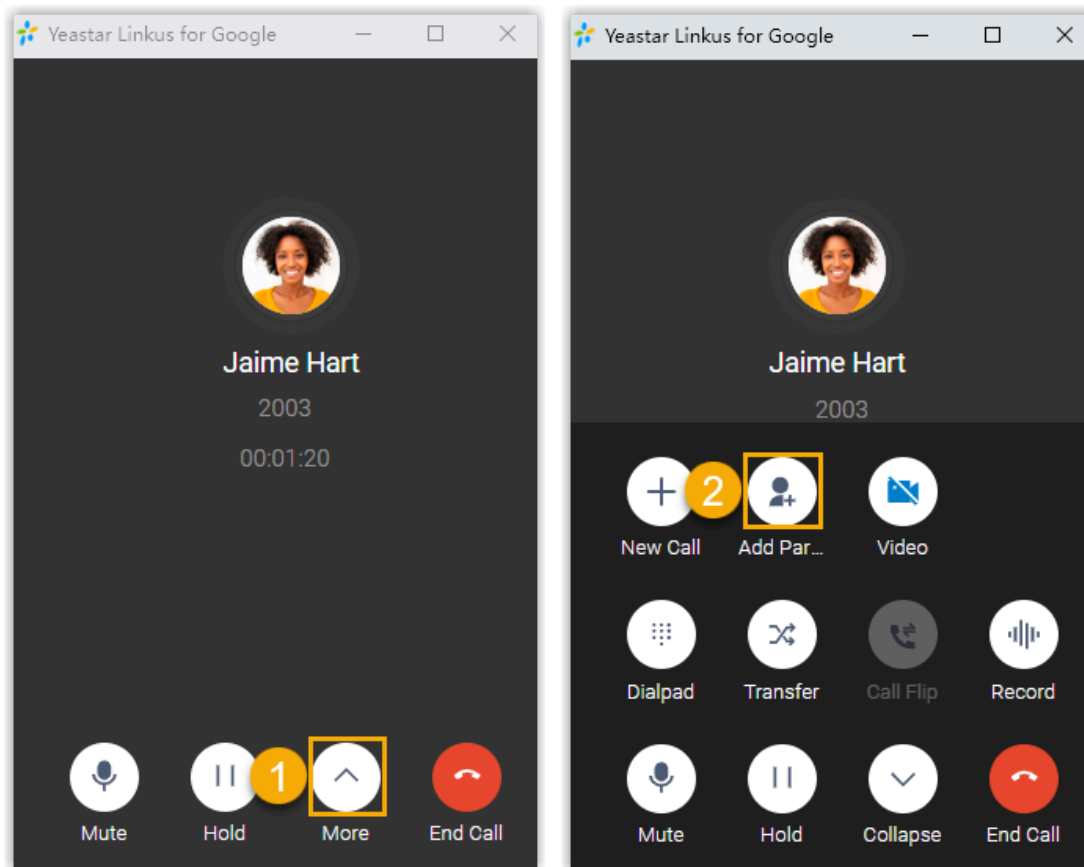 Yeastar Linkus for Google
Jaime Hart
2003
00:01:20
1
Mute
Hold
More
End Call
Yeastar Linkus for Google
Jaime Hart
2003
2
New Call
Add Par...
Video
Dialpad
Transfer
Call Flip
Record
Mute
Hold
Collapse
End Call